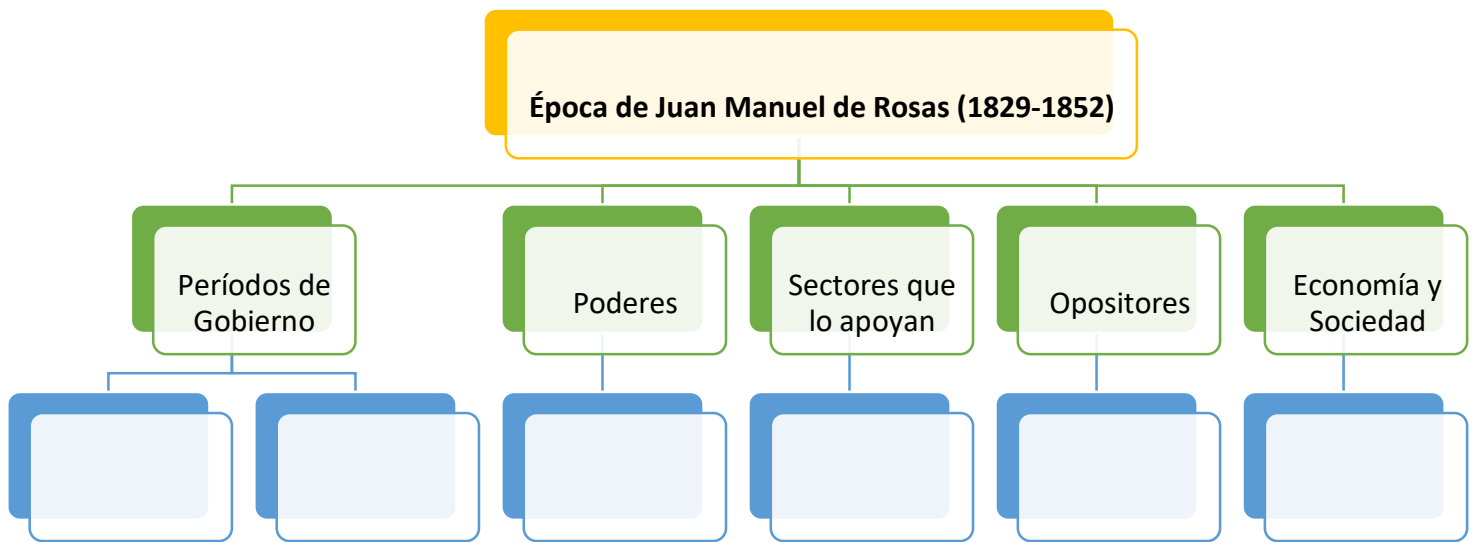 Época de Juan Manuel de Rosas (1829-1852)
Períodos de
Gobierno
Poderes
Sectores que
lo apoyan
Opositores
Economía y
Sociedad